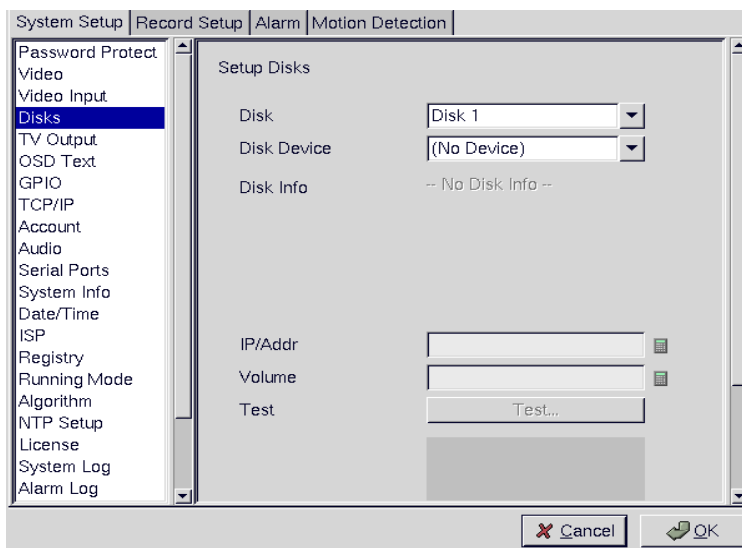 System Setup Record Setup Alarm Motion Detection
Password Protect
Video
Video Input
Disks
TV Output
OSD Text
GPIO
TCP/IP
Account
Audio
Serial Ports
System Info
Date/Time
ISP
Registry
Running Mode
Algorithm
NTP Setup
License
System Log
Alarm Log
Setup Disks
Disk Disk 1
Disk Device (No Device)
Disk Info -- No Disk Info --
IP/Addr
Volume
Test Test...
Cancel OK